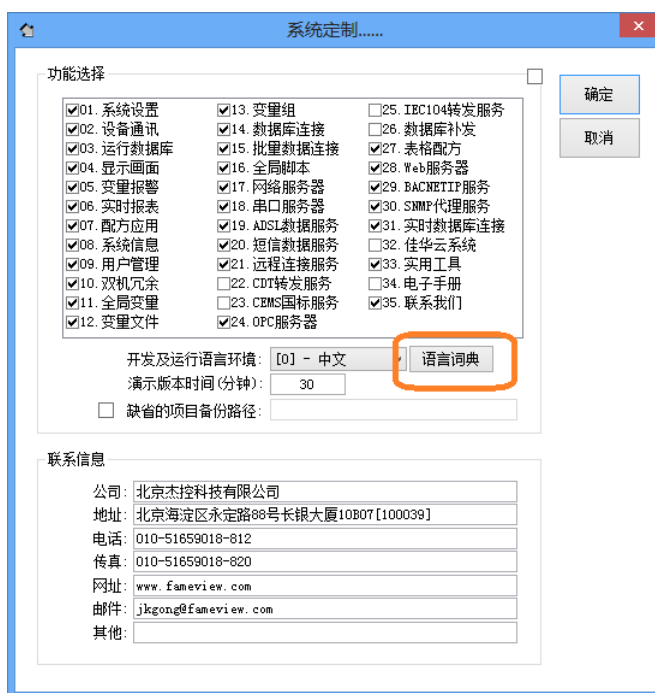 系统定制......
功能选择
确定
取消
01. 系统设置
02. 设备通讯
03. 运行数据库
04. 显示画面
05. 变量报警
06. 实时报表
07. 配方应用
08. 系统信息
09. 用户管理
10. 双机冗余
11. 全局变量
12. 变量文件
13. 变量组
14. 数据库连接
15. 批量数据连接
16. 全局脚本
17. 网络服务器
18. 串口服务器
19. ADSL数据服务
20. 短信数据服务
21. 远程连接服务
22. CDT转发服务
23. CEMS国标服务
24. OPC服务器
25. IEC104转发服务
26. 数据库补发
27. 表格配方
28. Web服务器
29. BACNETIP服务
30. SNMP代理服务
31. 实时数据库连接
32. 佳华云系统
33. 实用工具
34. 电子手册
35. 联系我们
开发及运行语言环境: [0] - 中文 语言词典
演示版本时间(分钟): 30
缺省的项目备份路径:
联系信息
公司: 北京杰控科技有限公司
地址: 北京海淀区永定路88号长银大厦10B07[100039]
电话: 010-51659018-812
传真: 010-51659018-820
网址: www.fameview.com
邮件: jkgong@fameview.com
其他: